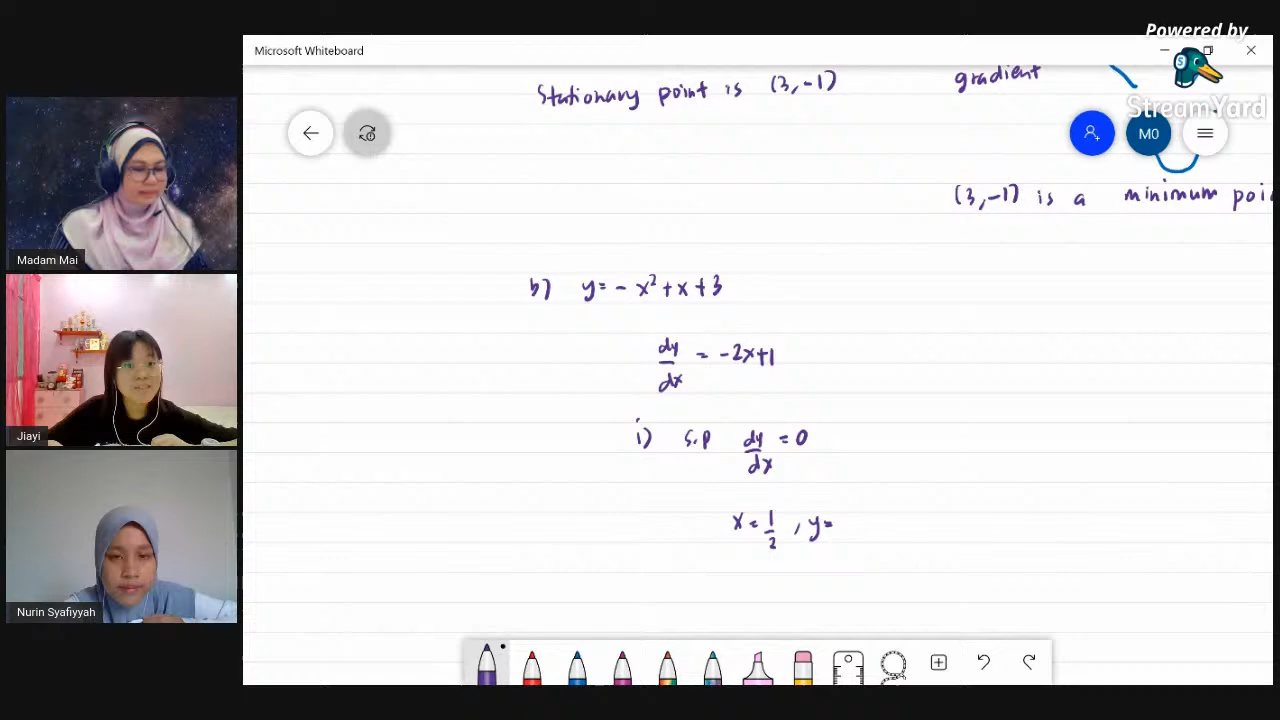 Powered by
StreamYard
Microsoft Whiteboard
Stationary point is (3,-1)
gradient
M0
(3,-1) is a minimum poi
b) y = - x² + x + 3
dy/dx = -2x+1
i) s.p dy/dx = 0
x = 1/2 , y =
Madam Mai
Jiayi
Nurin Syafiyyah